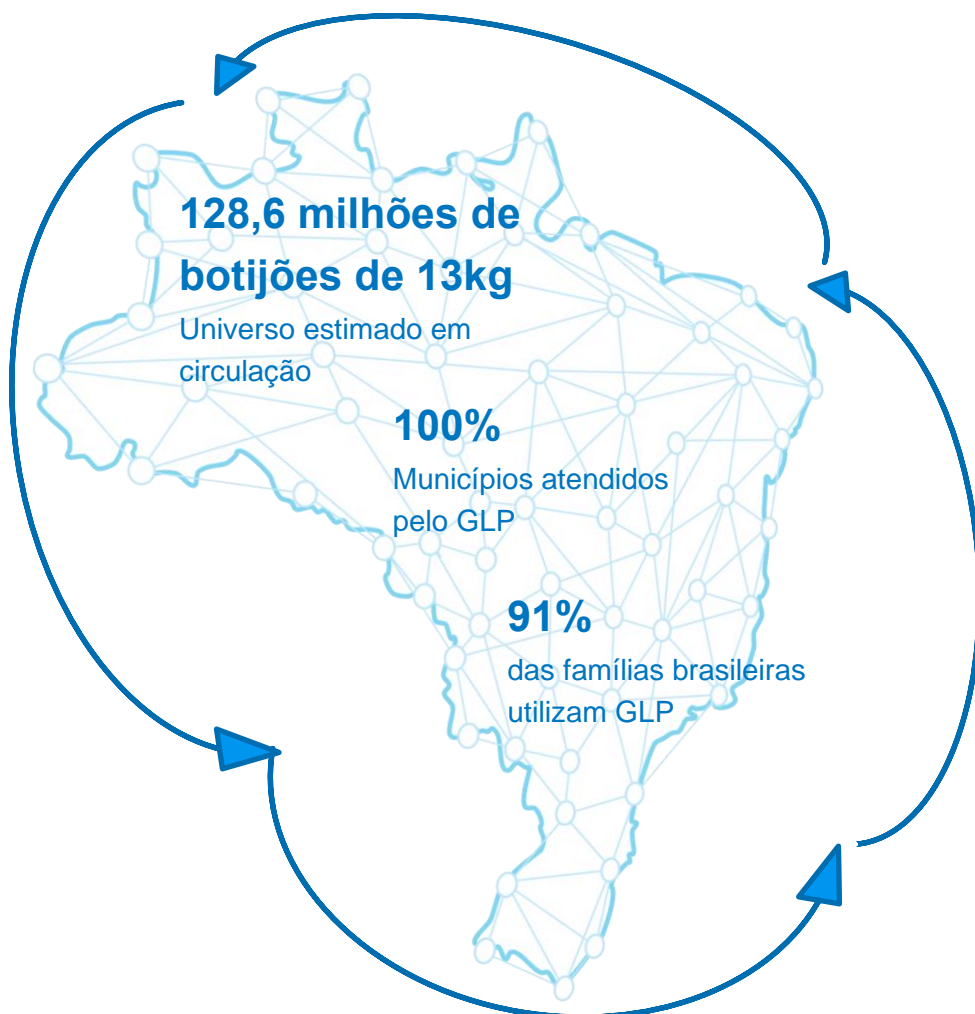 128,6 milhões de
botijões de 13kg
Universo estimado em
circulação
100%
Municípios atendidos
pelo GLP
91%
das famílias brasileiras
utilizam GLP